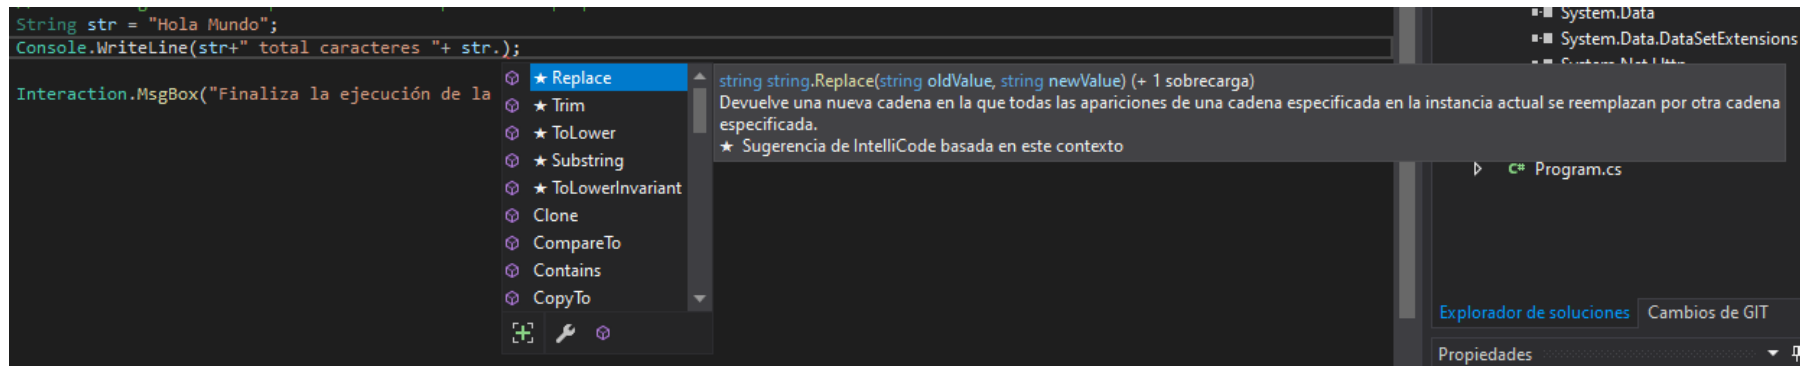 String str = "Hola Mundo";
Console.WriteLine(str+" total caracteres "+ str.);
Interaction.MsgBox("Finaliza la ejecución de la
★ Replace
★ Trim
★ ToLower
★ Substring
★ ToLowerInvariant
Clone
CompareTo
Contains
CopyTo
string string.Replace(string oldValue, string newValue) (+ 1 sobrecarga)
Devuelve una nueva cadena en la que todas las apariciones de una cadena especificada en la instancia actual se reemplazan por otra cadena
especificada.
★ Sugerencia de IntelliCode basada en este contexto
System.Data
System.Data.DataSetExtensions
System.Net.Http
C# Program.cs
Explorador de soluciones Cambios de GIT
Propiedades